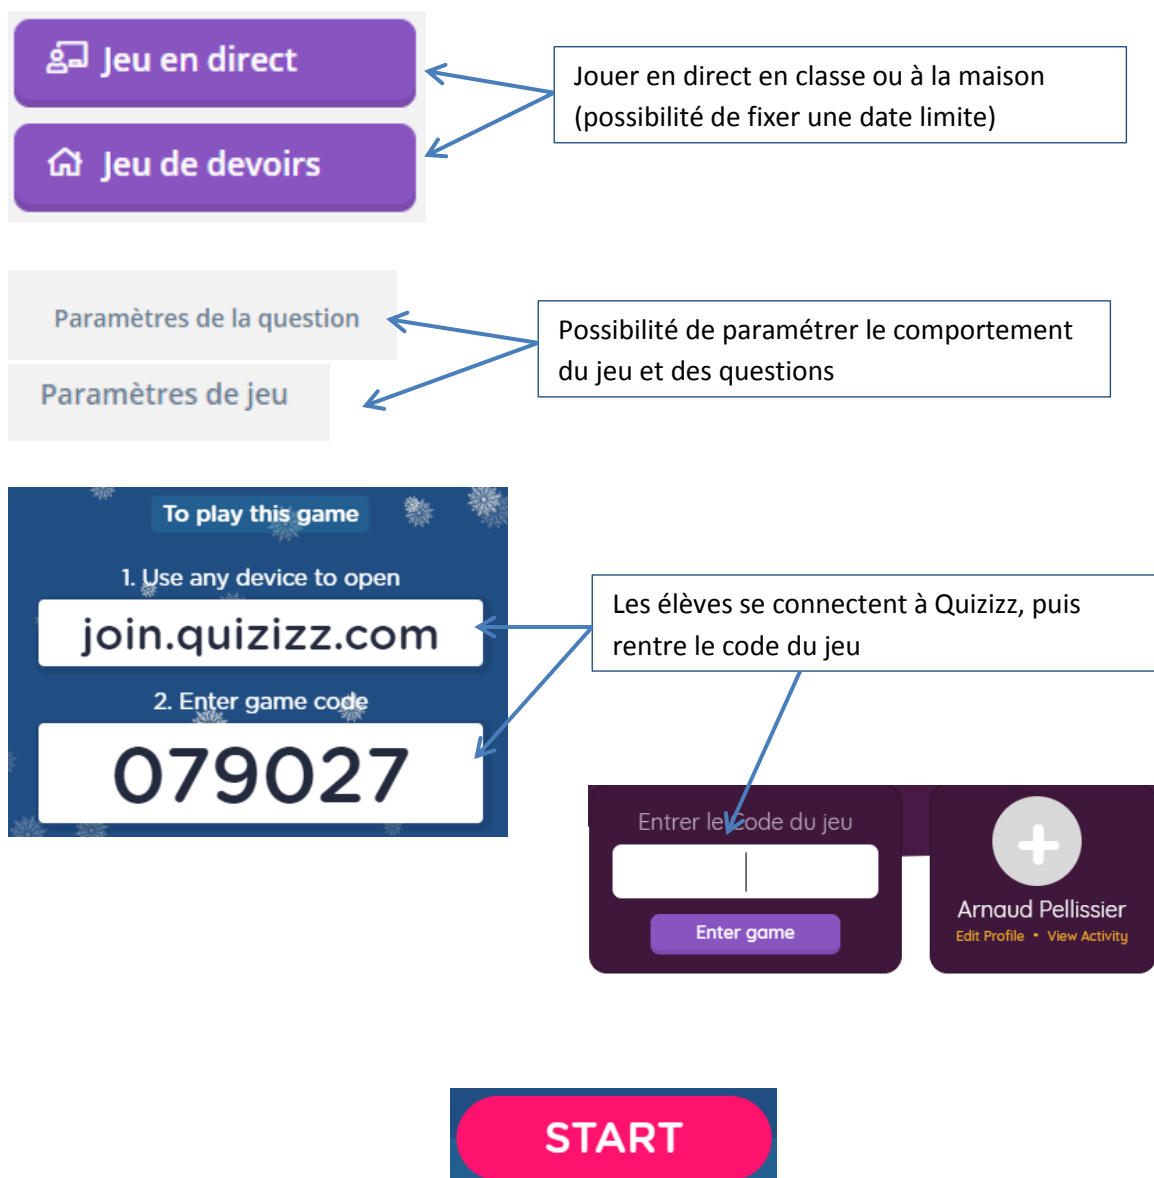 Jeu en direct
Jeu de devoirs
Jouer en direct en classe ou à la maison
(possibilité de fixer une date limite)
Paramètres de la question
Paramètres de jeu
Possibilité de paramétrer le comportement
du jeu et des questions
To play this game
1. Use any device to open
join.quizizz.com
2. Enter game code
079027
Les élèves se connectent à Quizizz, puis
rentre le code du jeu
Entrer le Code du jeu
Enter game
Arnaud Pellissier
Edit Profile • View Activity
START